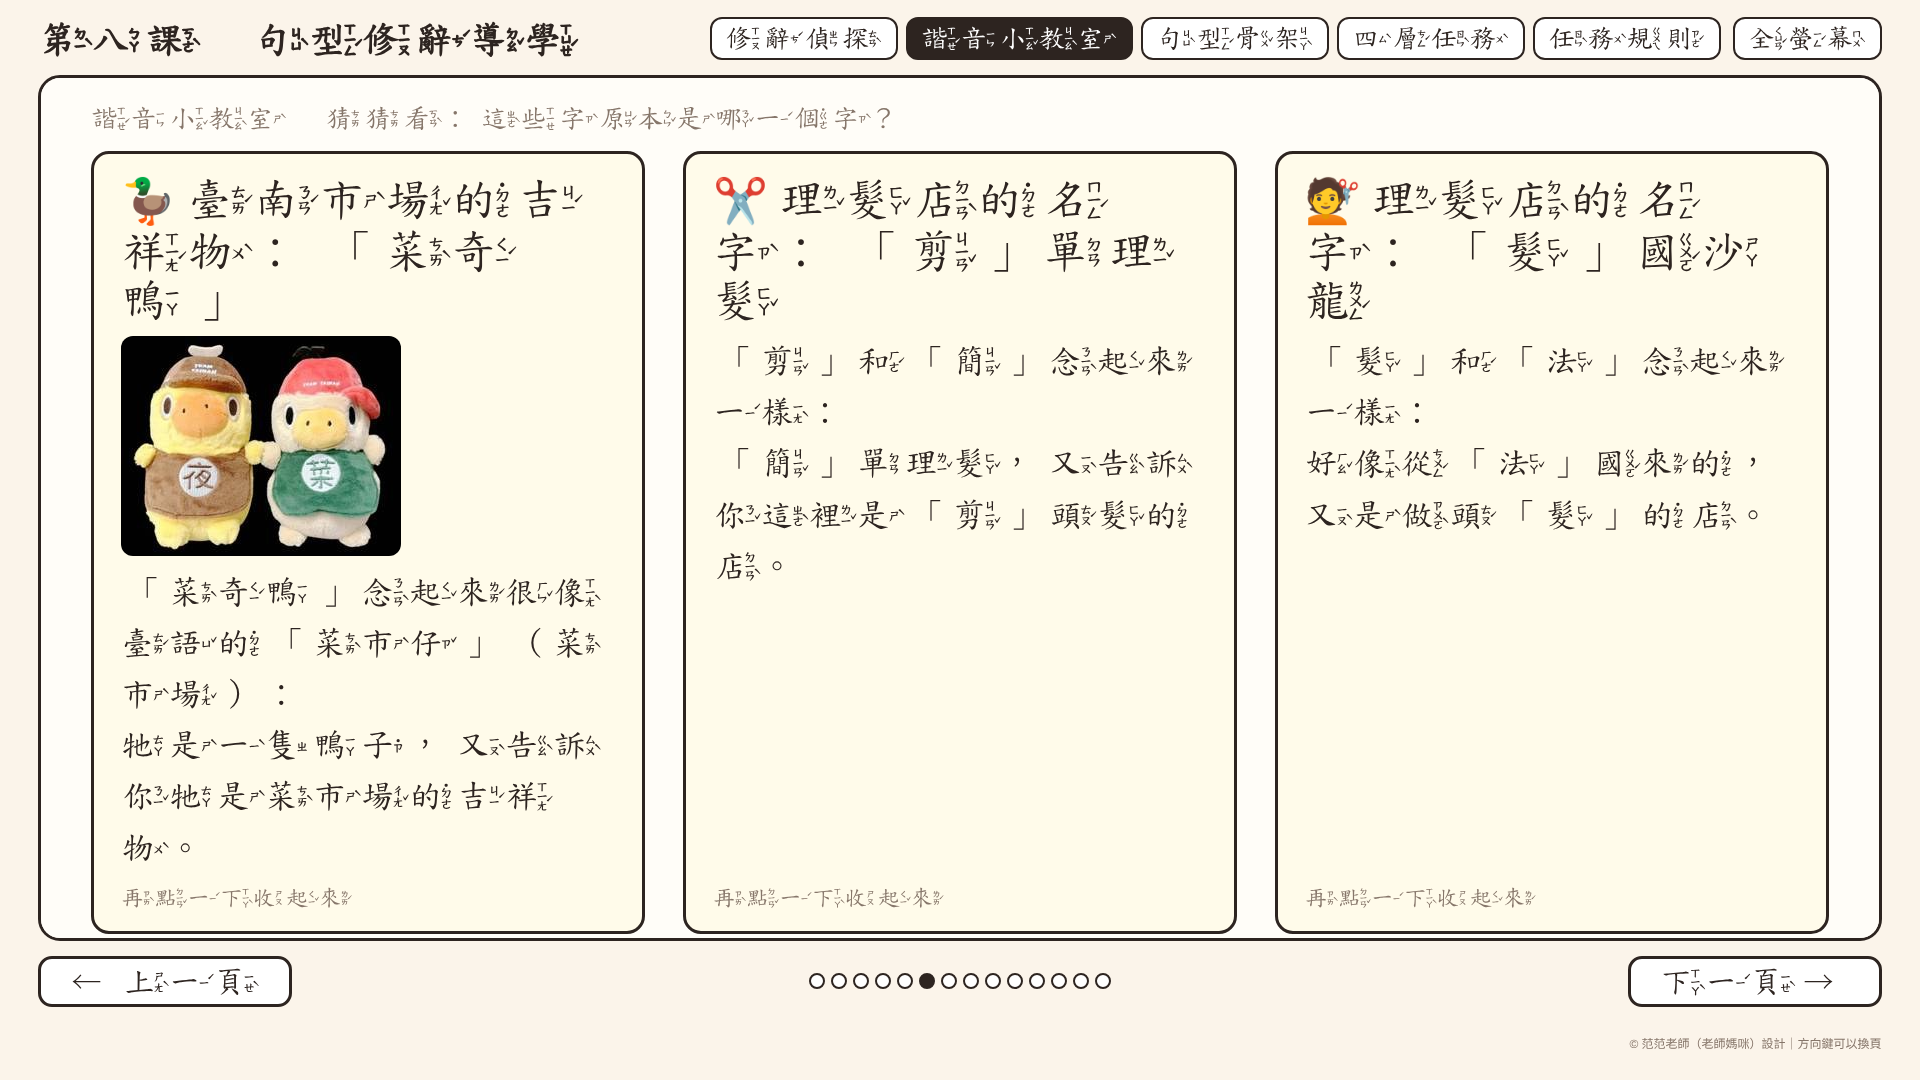 第八課 句型修辭導學
修辭偵探
諧音小教室
句型骨架
四層任務
任務規則
全螢幕
諧音小教室 猜猜看：這些字原本是哪一個字？
🦆 臺南市場的吉
祥物：「菜奇
鴨」
TEAM TAIWAN
TEAM TAIWAN
夜
菜
「菜奇鴨」念起來很像
臺語的「菜市仔」（菜
市場）：
牠是一隻鴨子，又告訴
你牠是菜市場的吉祥
物。
再點一下收起來
✂️ 理髮店的名
字：「剪」單理
髮
「剪」和「簡」念起來
一樣：
「簡」單理髮，又告訴
你這裡是「剪」頭髮的
店。
再點一下收起來
💇 理髮店的名
字：「髮」國沙
龍
「髮」和「法」念起來
一樣：
好像從「法」國來的，
又是做頭「髮」的店。
再點一下收起來
← 上一頁
下一頁 →
© 范范老師（老師媽咪）設計｜方向鍵可以換頁